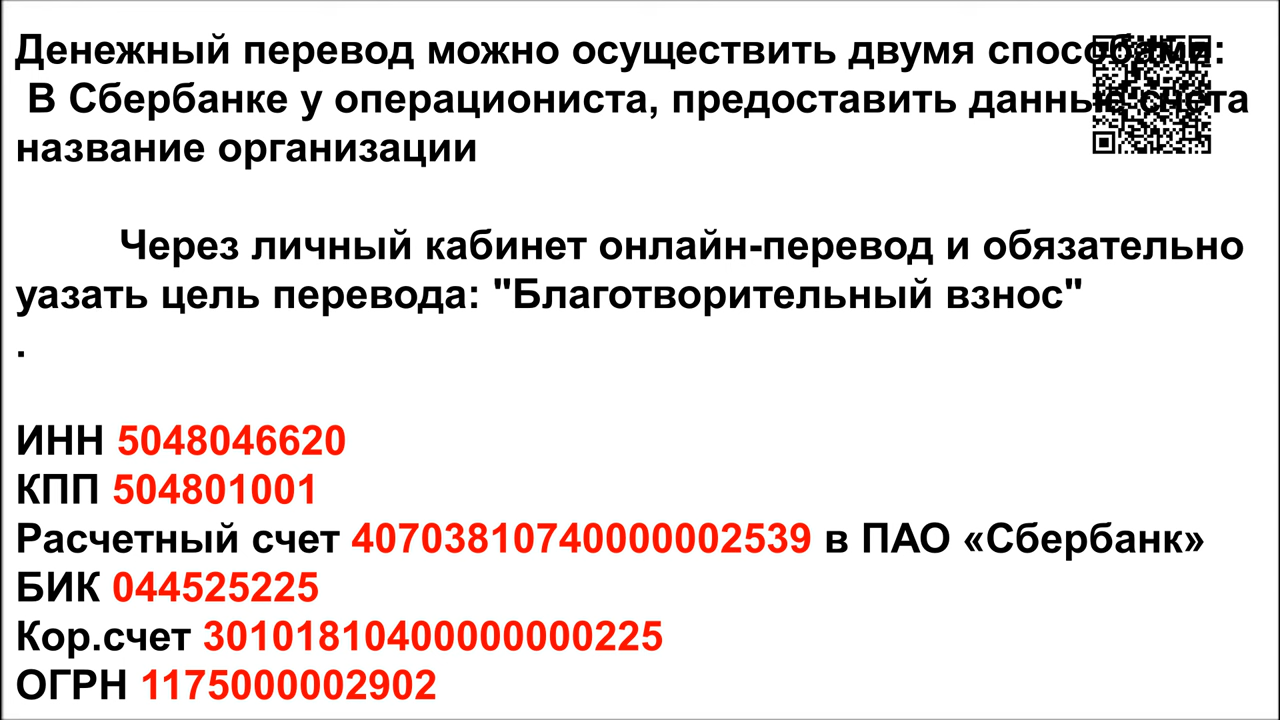 Денежный перевод можно осуществить двумя способами:
В Сбербанке у операциониста, предоставить данные счета
название организации
Через личный кабинет онлайн-перевод и обязательно
уазать цель перевода: "Благотворительный взнос"
.
ИНН 5048046620
КПП 504801001
Расчетный счет 40703810740000002539 в ПАО «Сбербанк»
БИК 044525225
Кор.счет 30101810400000000225
ОГРН 1175000002902